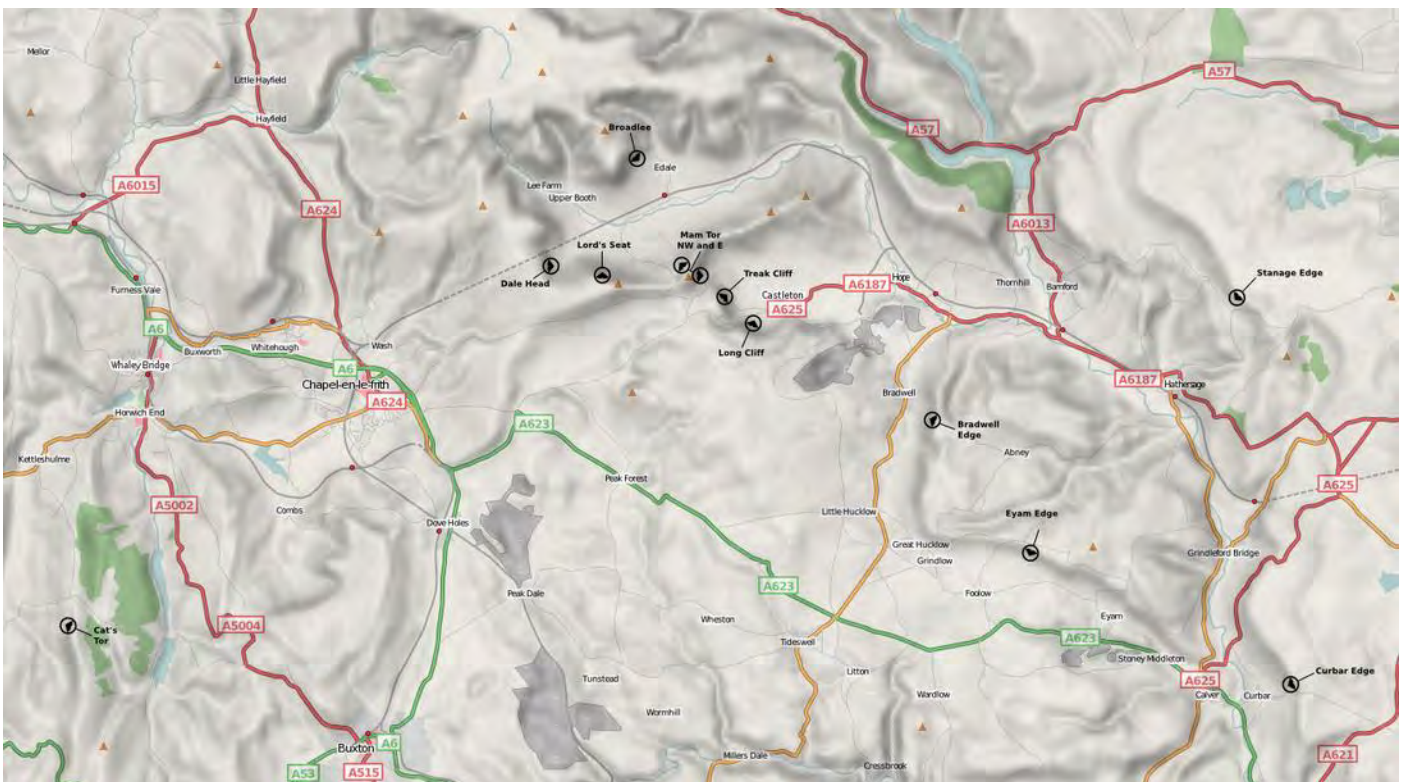 Mellor
Little Hayfield
A57
Hayfield
A57
Broadlee
Edale
A6015
Lee Farm
Upper Booth
A624
A6013
Mam Tor
NW and E
Lord's Seat
Dale Head
Treak Cliff
Hope
Stanage Edge
Furness Vale
Castleton
A6187
Thornhill
Bamford
A625
A6
Buxworth
Whitehough
Wash
Long Cliff
Whaley Bridge
A6
Chapel-en-le-frith
A6187
Hathersage
A624
Bradwell
Horwich End
A623
Bradwell
Edge
Abney
Kettleshulme
Peak Forest
A625
A5002
Combs
Dove Holes
Little Hucklow
Eyam Edge
Great Hucklow
Grindlow
Grindleford Bridge
Peak Dale
A623
Foolow
Cat's
Tor
A5004
Wheston
Eyam
Tideswell
A623
Stoney Middleton
Litton
Tunstead
Wardlow
A625
Calver
Curbar
Curbar Edge
Wormhill
Buxton
A6
Millers Dale
Cressbrook
A621
A53
A515